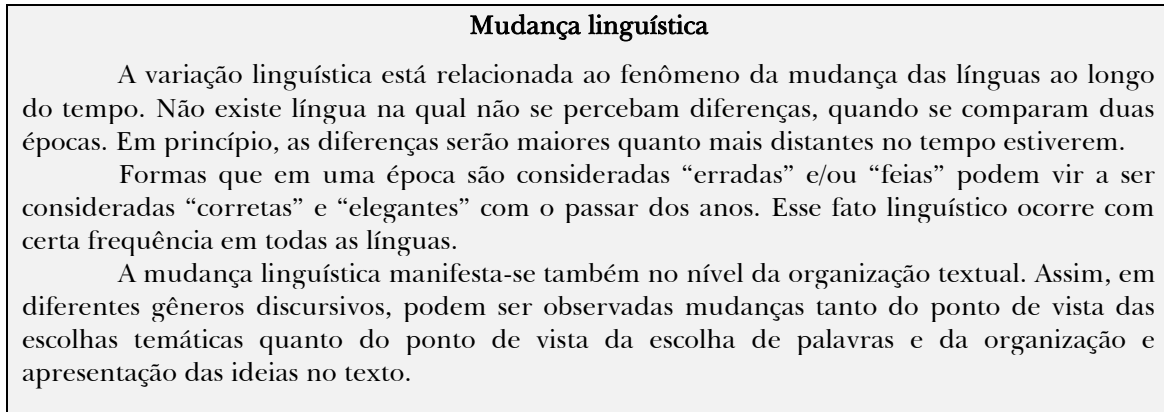 Mudança linguística
A variação linguística está relacionada ao fenômeno da mudança das línguas ao longo
do tempo. Não existe língua na qual não se percebam diferenças, quando se comparam duas
épocas. Em princípio, as diferenças serão maiores quanto mais distantes no tempo estiverem.
Formas que em uma época são consideradas “erradas” e/ou “feias” podem vir a ser
consideradas “corretas” e “elegantes” com o passar dos anos. Esse fato linguístico ocorre com
certa frequência em todas as línguas.
A mudança linguística manifesta-se também no nível da organização textual. Assim, em
diferentes gêneros discursivos, podem ser observadas mudanças tanto do ponto de vista das
escolhas temáticas quanto do ponto de vista da escolha de palavras e da organização e
apresentação das ideias no texto.